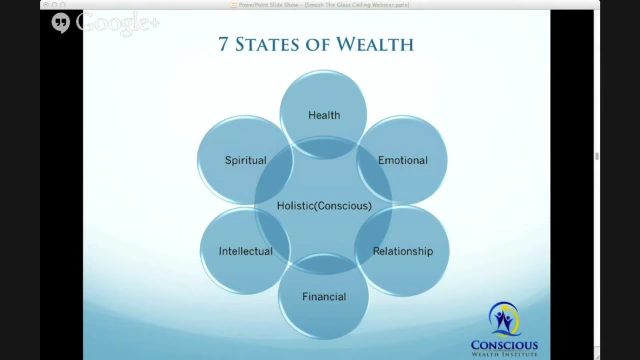 PowerPoint Slide Show - [Smash The Glass Ceiling Webinar.pptx]
Google+
7 STATES OF WEALTH
Health
Spiritual
Emotional
Holistic(Conscious)
Intellectual
Relationship
Financial
CONSCIOUS
WEALTH INSTITUTE